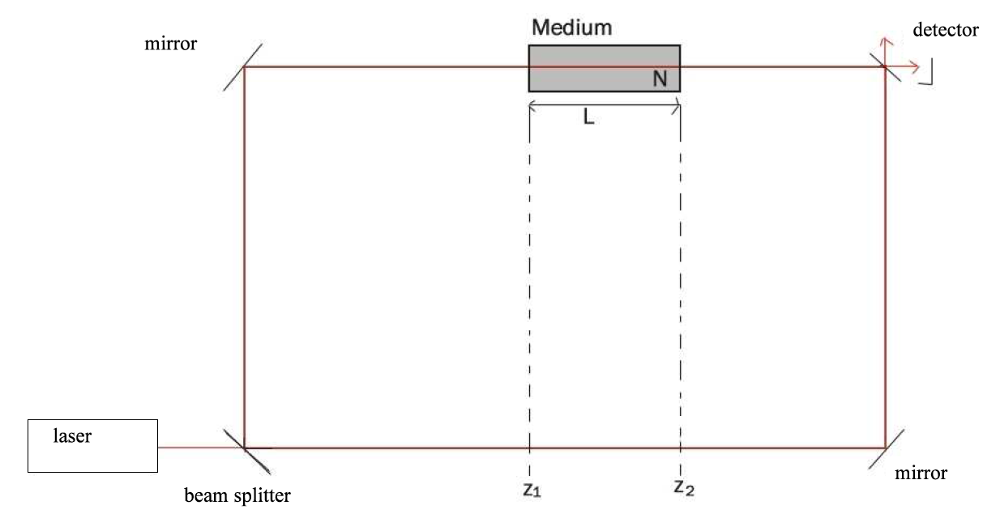 Medium
detector
mirror
N
L
laser
mirror
beam splitter
z₁
z₂